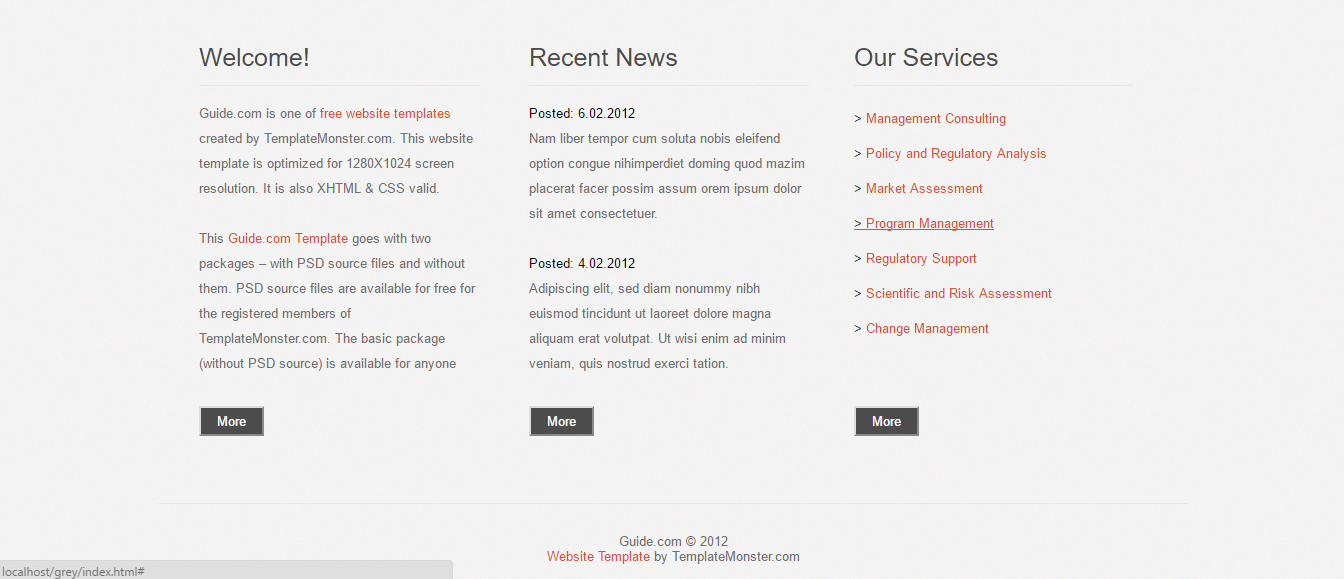 Welcome!
Guide.com is one of free website templates
created by TemplateMonster.com. This website
template is optimized for 1280X1024 screen
resolution. It is also XHTML & CSS valid.
This Guide.com Template goes with two
packages – with PSD source files and without
them. PSD source files are available for free for
the registered members of
TemplateMonster.com. The basic package
(without PSD source) is available for anyone
More
Recent News
Posted: 6.02.2012
Nam liber tempor cum soluta nobis eleifend
option congue nihimperdiet doming quod mazim
placerat facer possim assum orem ipsum dolor
sit amet consectetuer.
Posted: 4.02.2012
Adipiscing elit, sed diam nonummy nibh
euismod tincidunt ut laoreet dolore magna
aliquam erat volutpat. Ut wisi enim ad minim
veniam, quis nostrud exerci tation.
More
Our Services
> Management Consulting
> Policy and Regulatory Analysis
> Market Assessment
> Program Management
> Regulatory Support
> Scientific and Risk Assessment
> Change Management
More
Guide.com © 2012
Website Template by TemplateMonster.com
localhost/grey/index.html#